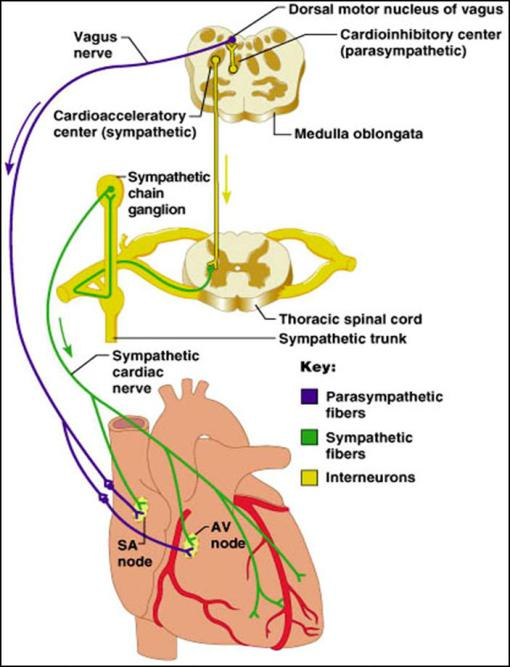 Dorsal motor nucleus of vagus
Vagus
nerve
Cardioinhibitory center
(parasympathetic)
Cardioacceleratory
center (sympathetic)
Medulla oblongata
Sympathetic
chain
ganglion
Thoracic spinal cord
Sympathetic trunk
Sympathetic
cardiac
nerve
Key:
Parasympathetic
fibers
Sympathetic
fibers
Interneurons
SA
node
AV
node